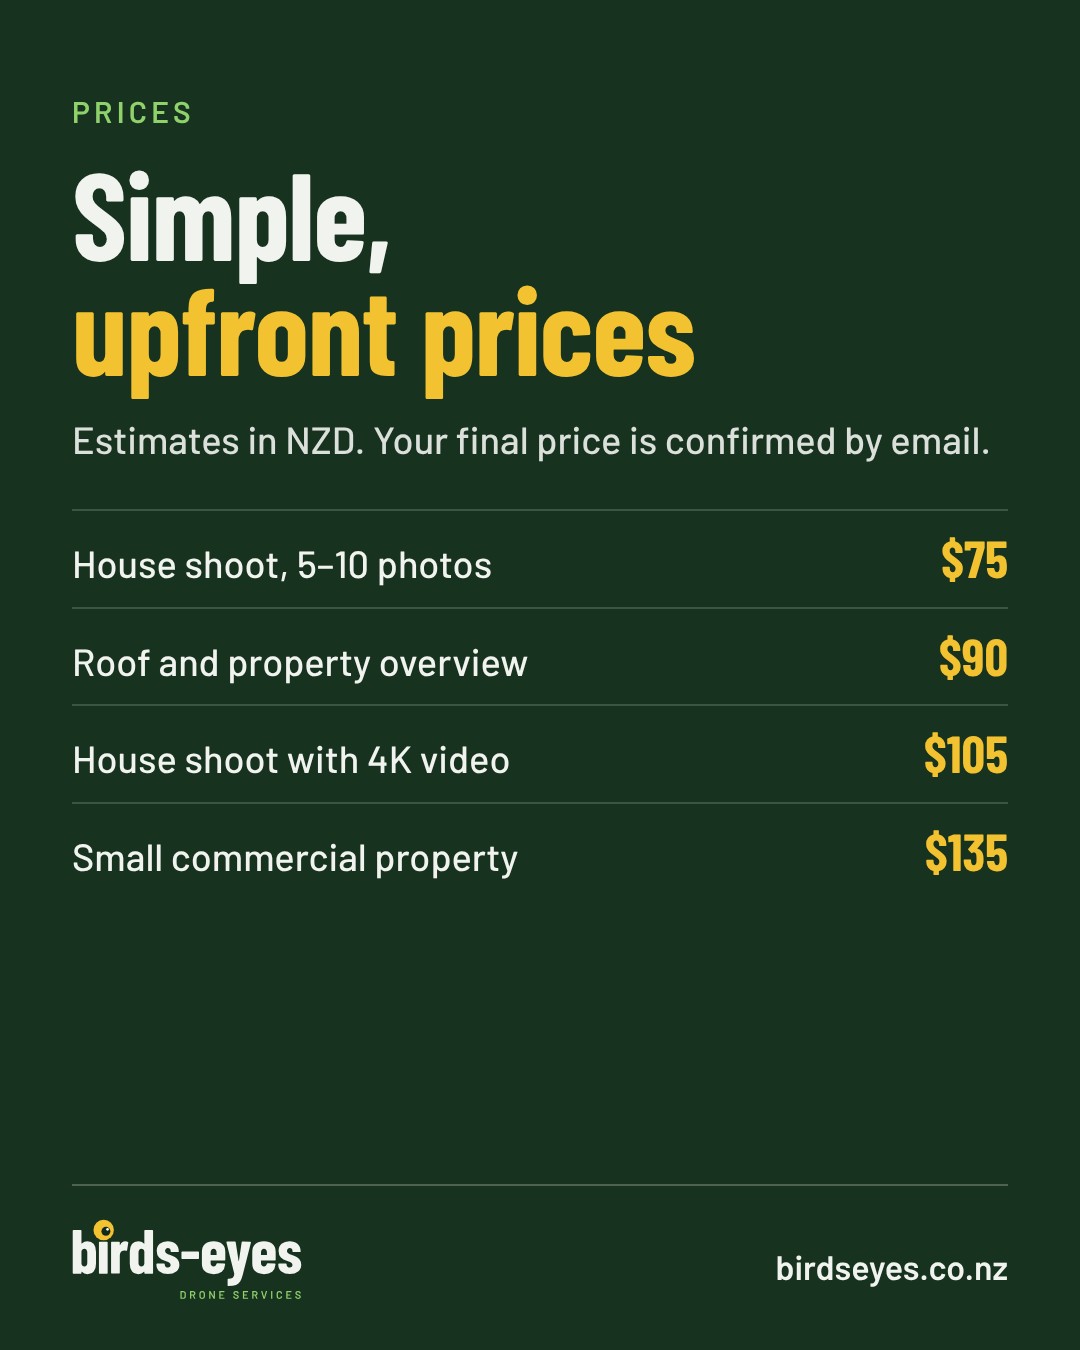 PRICES
Simple,
upfront prices
Estimates in NZD. Your final price is confirmed by email.
House shoot, 5–10 photos $75
Roof and property overview $90
House shoot with 4K video $105
Small commercial property $135
birds-eyes
DRONE SERVICES
birdseyes.co.nz